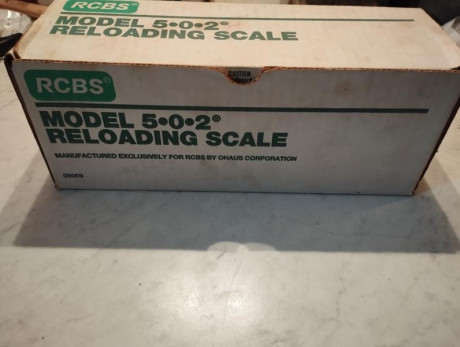 RCBS®
MODEL 5•0•2®
RELOADING SCALE
CAUTION
RCBS®
MODEL 5•0•2®
RELOADING SCALE
MANUFACTURED EXCLUSIVELY FOR RCBS BY OHAUS CORPORATION